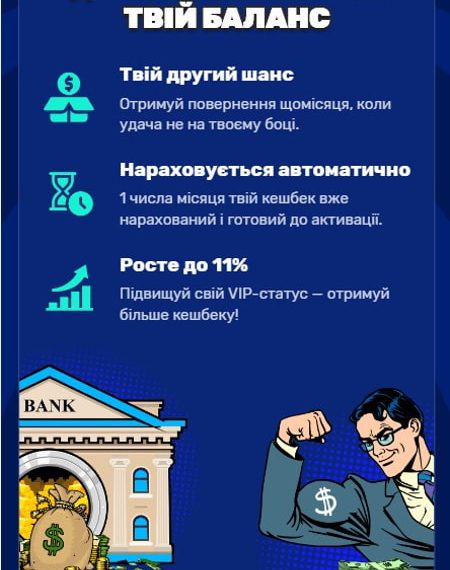 ТВІЙ БАЛАНС
Твій другий шанс
Отримуй повернення щомісяця, коли
удача не на твоєму боці.
Нараховується автоматично
1 числа місяця твій кешбек вже
нарахований і готовий до активації.
Росте до 11%
Підвищуй свій VIP-статус — отримуй
більше кешбеку!
BANK
$
$
$